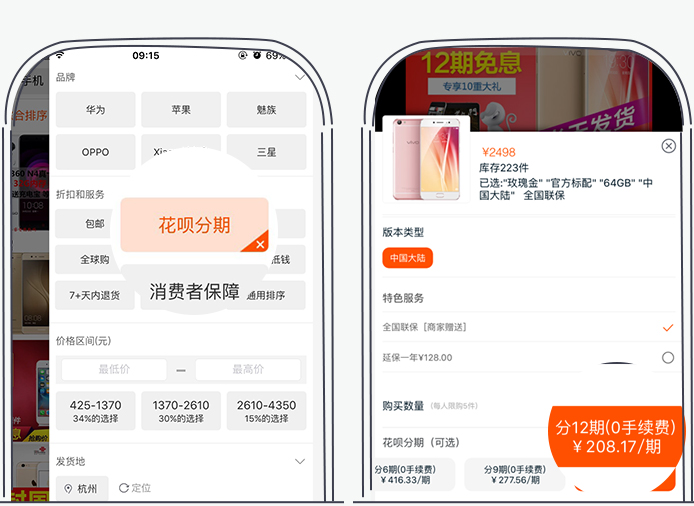 09:15
69%
手机
品牌
合排序
华为
苹果
魅族
OPPO
三星
折扣和服务
包邮
花呗分期
全球购
抵钱
7+天内退货
消费者保障
通用排序
价格区间(元)
最低价
最高价
425-1370
34%的选择
1370-2610
30%的选择
2610-4350
15%的选择
发货地
杭州
定位
12期免息
专享10重大礼
天发货
¥2498
库存223件
已选:"玫瑰金" "官方标配" "64GB" "中
国大陆" 全国联保
版本类型
中国大陆
特色服务
全国联保［商家赠送］
延保一年¥128.00
购买数量
(每人限购5件)
分12期(0手续费)
¥ 208.17/期
花呗分期（可选）
分6期(0手续费)
¥ 416.33/期
分9期(0手续费)
¥ 277.56/期